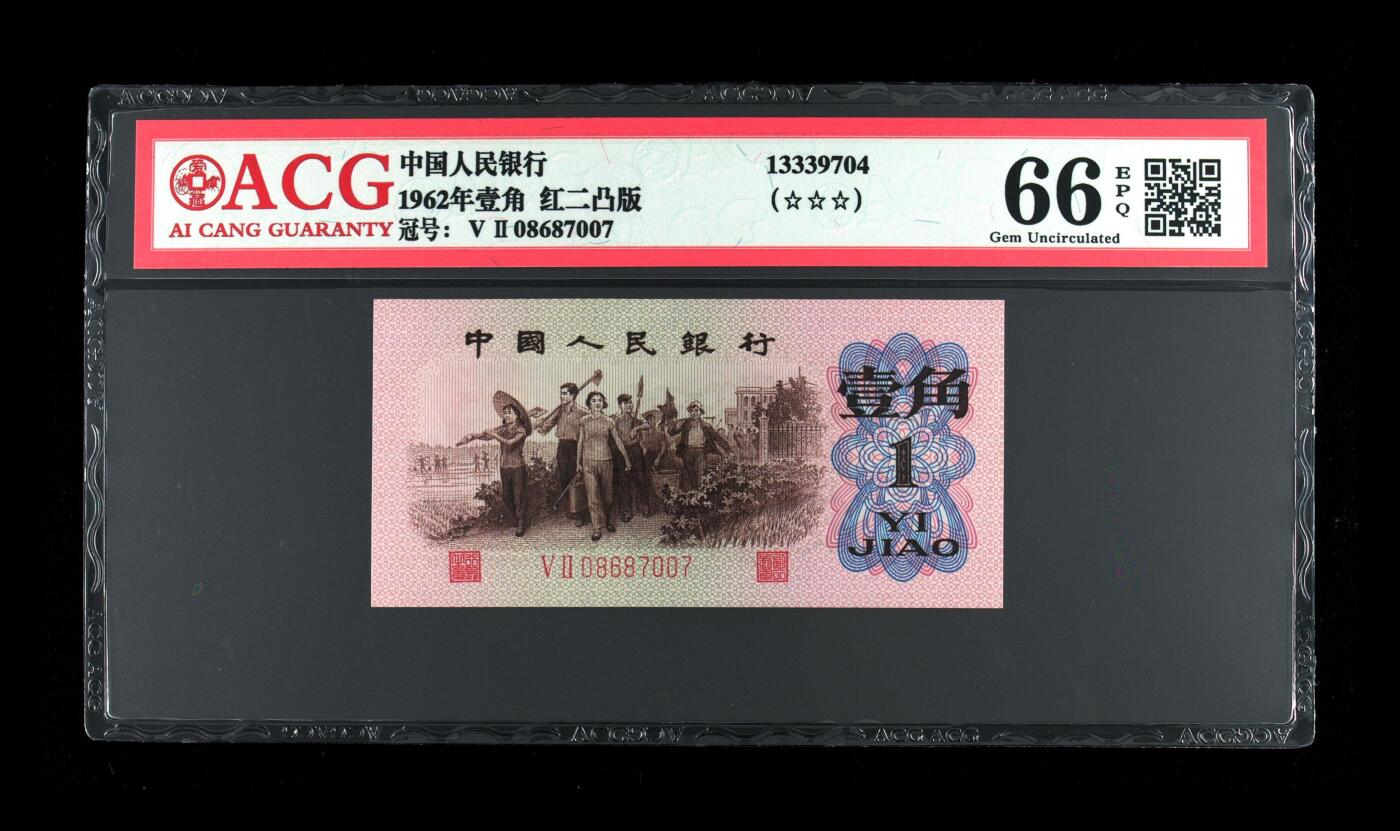 ACG
AI CANG GUARANTY
中国人民银行
1962年壹角 红二凸版
冠号： V II 08687007
13339704
(☆☆☆)
66
EPQ
Gem Uncirculated
中國人民銀行
壹角
1
YI
JIAO
V II 08687007